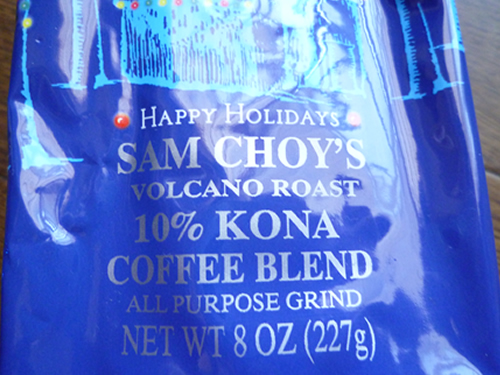 HAPPY HOLIDAYS
SAM CHOY'S
VOLCANO ROAST
10% KONA
COFFEE BLEND
ALL PURPOSE GRIND
NET WT 8 OZ (227g)